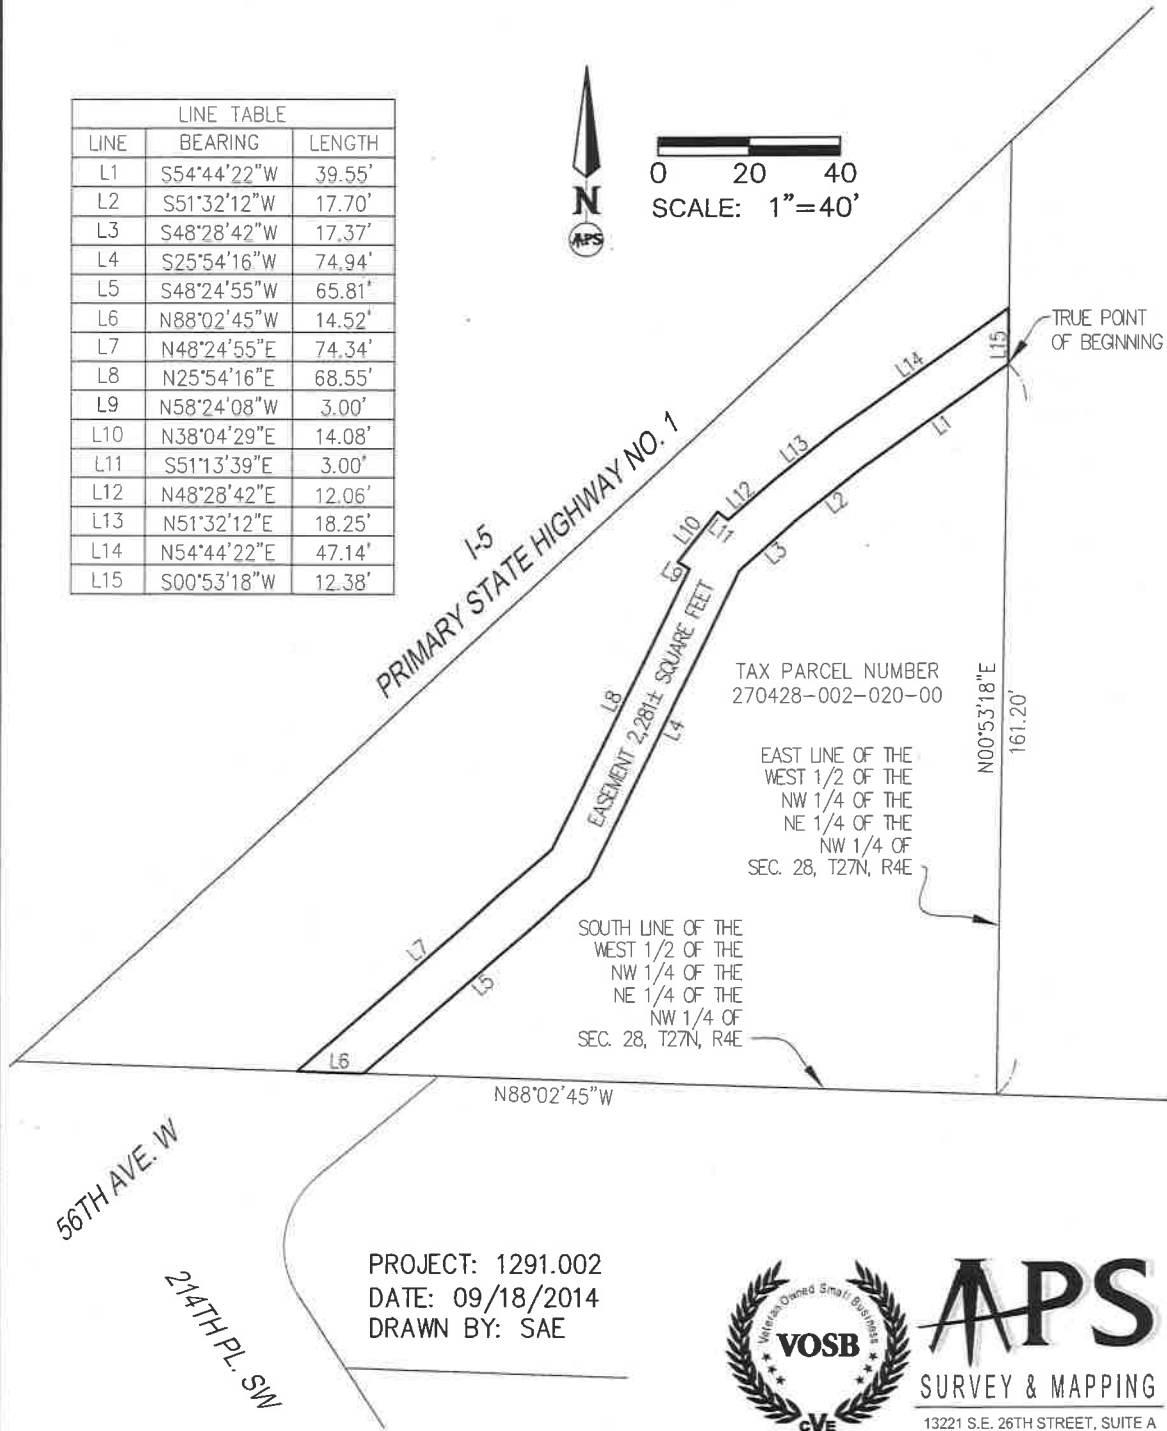 LINE TABLE
LINE BEARING LENGTH
L1 S54°44'22"W 39.55'
L2 S51°32'12"W 17.70'
L3 S48°28'42"W 17.37'
L4 S25°54'16"W 74.94'
L5 S48°24'55"W 65.81'
L6 N88°02'45"W 14.52'
L7 N48°24'55"E 74.34'
L8 N25°54'16"E 68.55'
L9 N58°24'08"W 3.00'
L10 N38°04'29"E 14.08'
L11 S51°13'39"E 3.00'
L12 N48°28'42"E 12.06'
L13 N51°32'12"E 18.25'
L14 N54°44'22"E 47.14'
L15 S00°53'18"W 12.38'
N
APS
0 20 40
SCALE: 1"=40'
TRUE POINT
OF BEGINNING
L15
L14
L1
L13
L2
L12
L11
L10
L3
L9
I-5
PRIMARY STATE HIGHWAY NO. 1
EASEMENT 2,281± SQUARE FEET
L8
L4
TAX PARCEL NUMBER
270428-002-020-00
N00°53'18"E
161.20'
EAST LINE OF THE
WEST 1/2 OF THE
NW 1/4 OF THE
NE 1/4 OF THE
NW 1/4 OF
SEC. 28, T27N, R4E
SOUTH LINE OF THE
WEST 1/2 OF THE
NW 1/4 OF THE
NE 1/4 OF THE
NW 1/4 OF
SEC. 28, T27N, R4E
L7
L5
L6
N88°02'45"W
56TH AVE. W
214TH PL. SW
PROJECT: 1291.002
DATE: 09/18/2014
DRAWN BY: SAE
Veteran Owned Small Business
VOSB
CVE
APS
SURVEY & MAPPING
13221 S.E. 26TH STREET, SUITE A